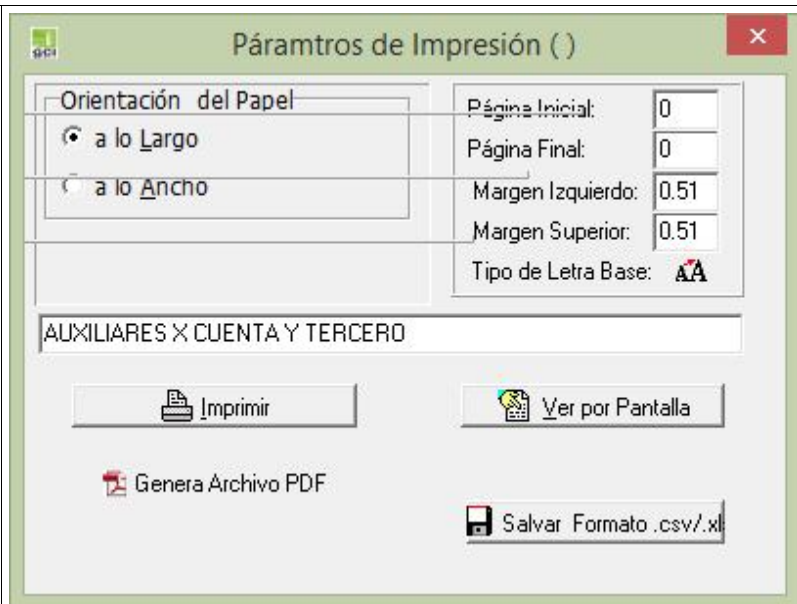 GCI
Páramtros de Impresión ( )
Orientación del Papel
a lo Largo
a lo Ancho
Página Inicial: 0
Página Final: 0
Margen Izquierdo: 0.51
Margen Superior: 0.51
Tipo de Letra Base: AA
AUXILIARES X CUENTA Y TERCERO
Imprimir
Ver por Pantalla
Genera Archivo PDF
Salvar Formato .csv/.xl